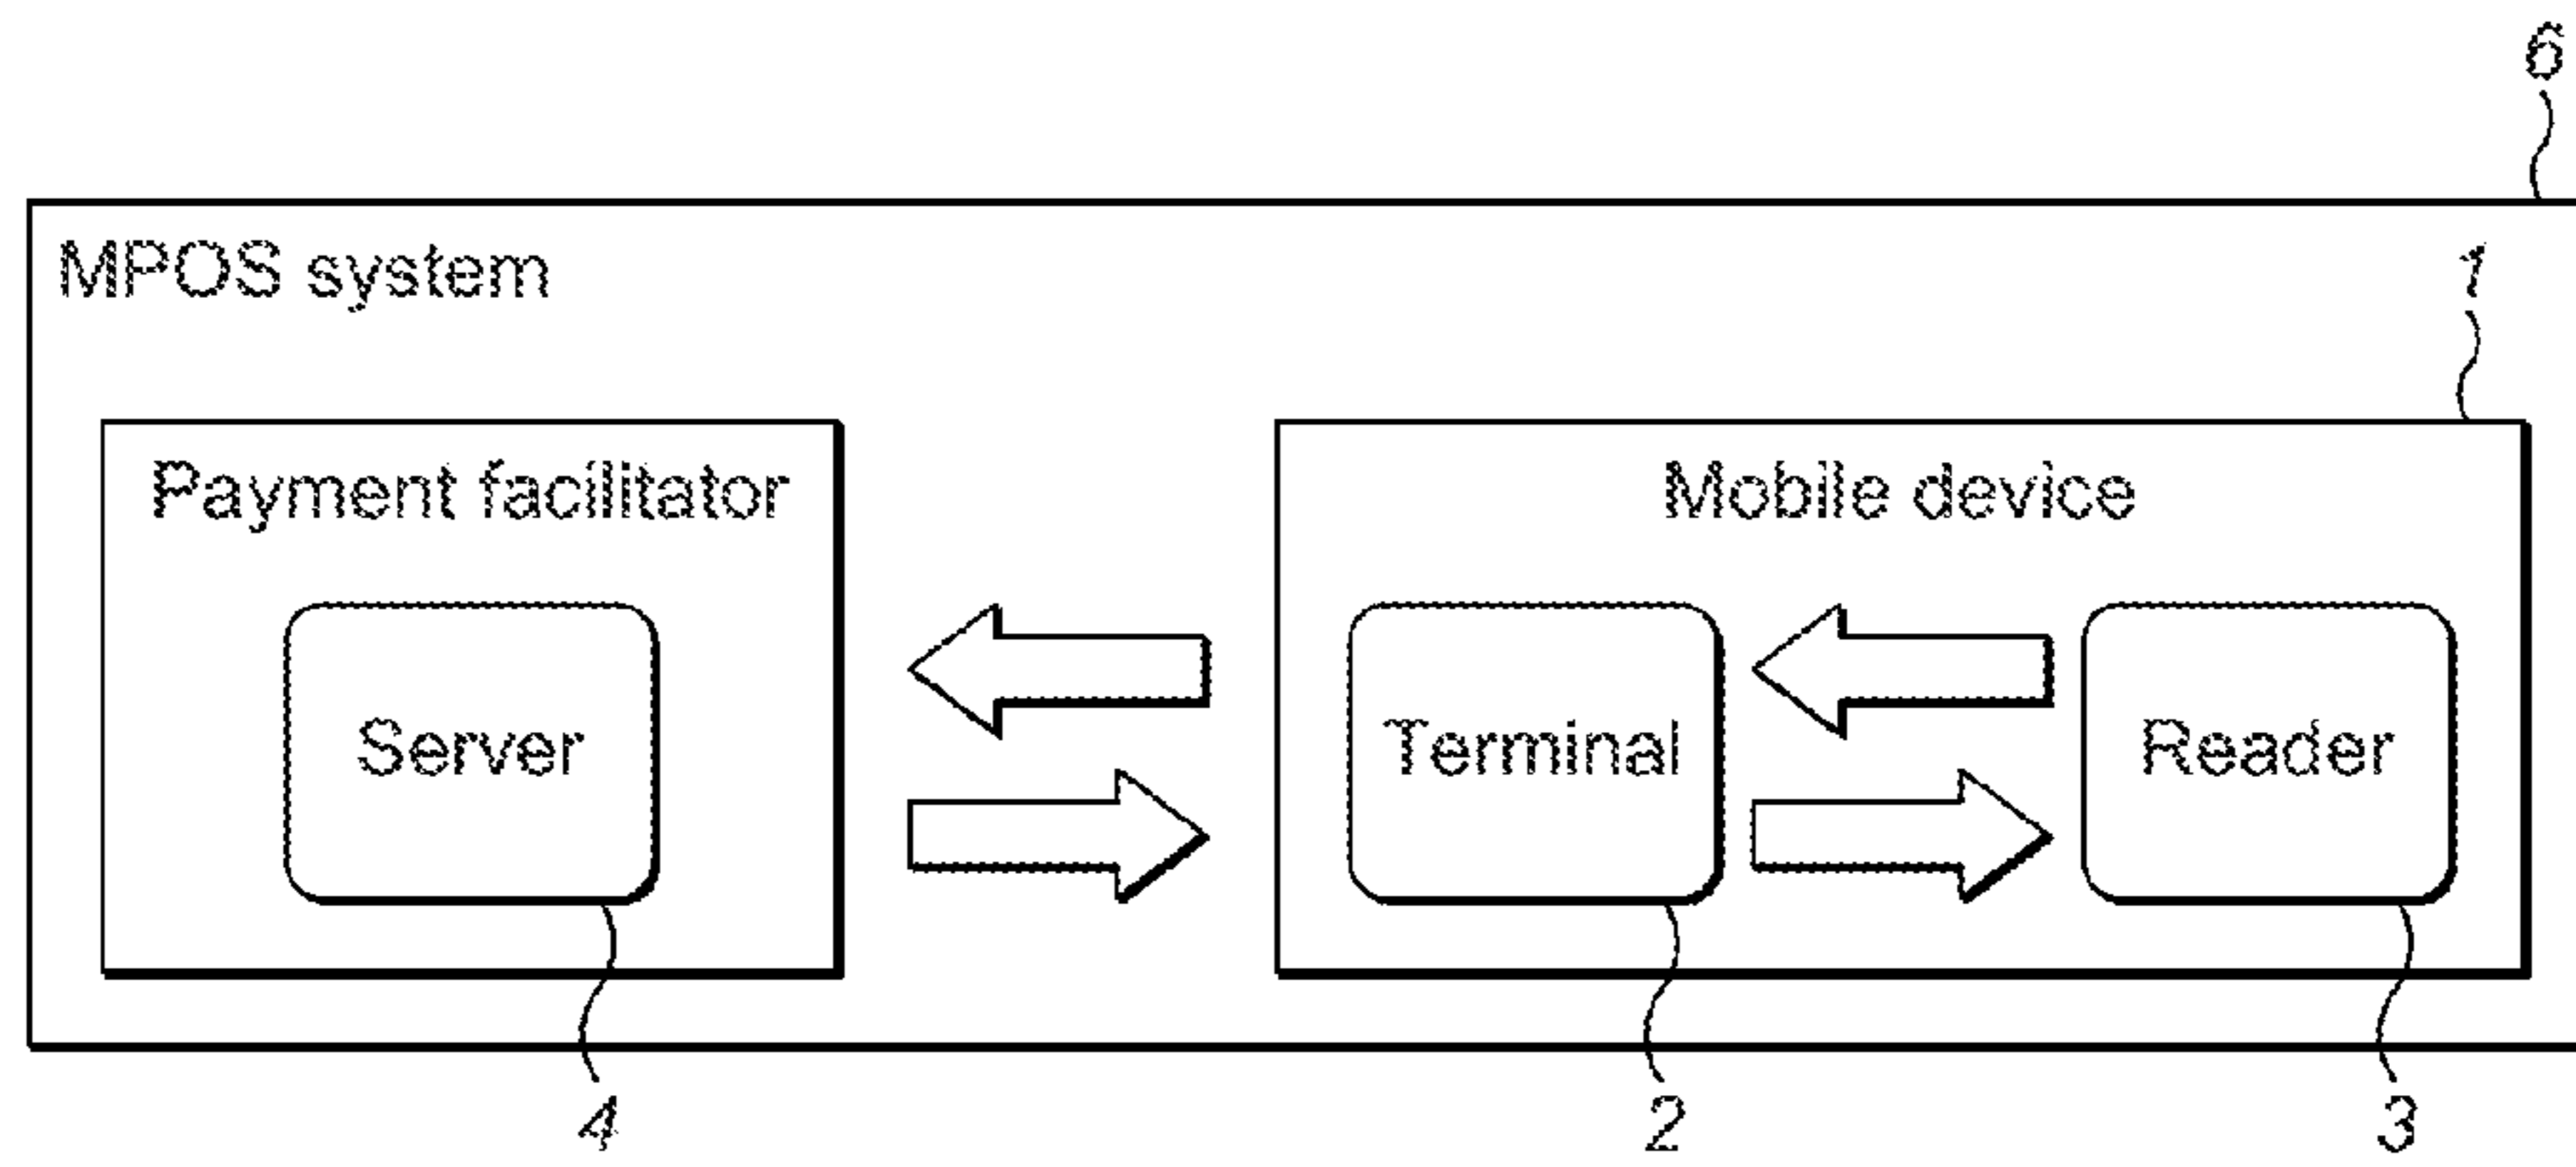 6
MPOS system
1
Payment facilitator
Mobile device
Server
Terminal
Reader
4
2
3